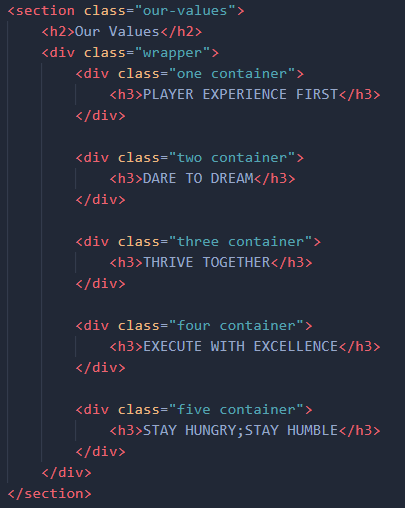 <section class="our-values">
<h2>Our Values</h2>
<div class="wrapper">
<div class="one container">
<h3>PLAYER EXPERIENCE FIRST</h3>
</div>
<div class="two container">
<h3>DARE TO DREAM</h3>
</div>
<div class="three container">
<h3>THRIVE TOGETHER</h3>
</div>
<div class="four container">
<h3>EXECUTE WITH EXCELLENCE</h3>
</div>
<div class="five container">
<h3>STAY HUNGRY;STAY HUMBLE</h3>
</div>
</div>
</section>